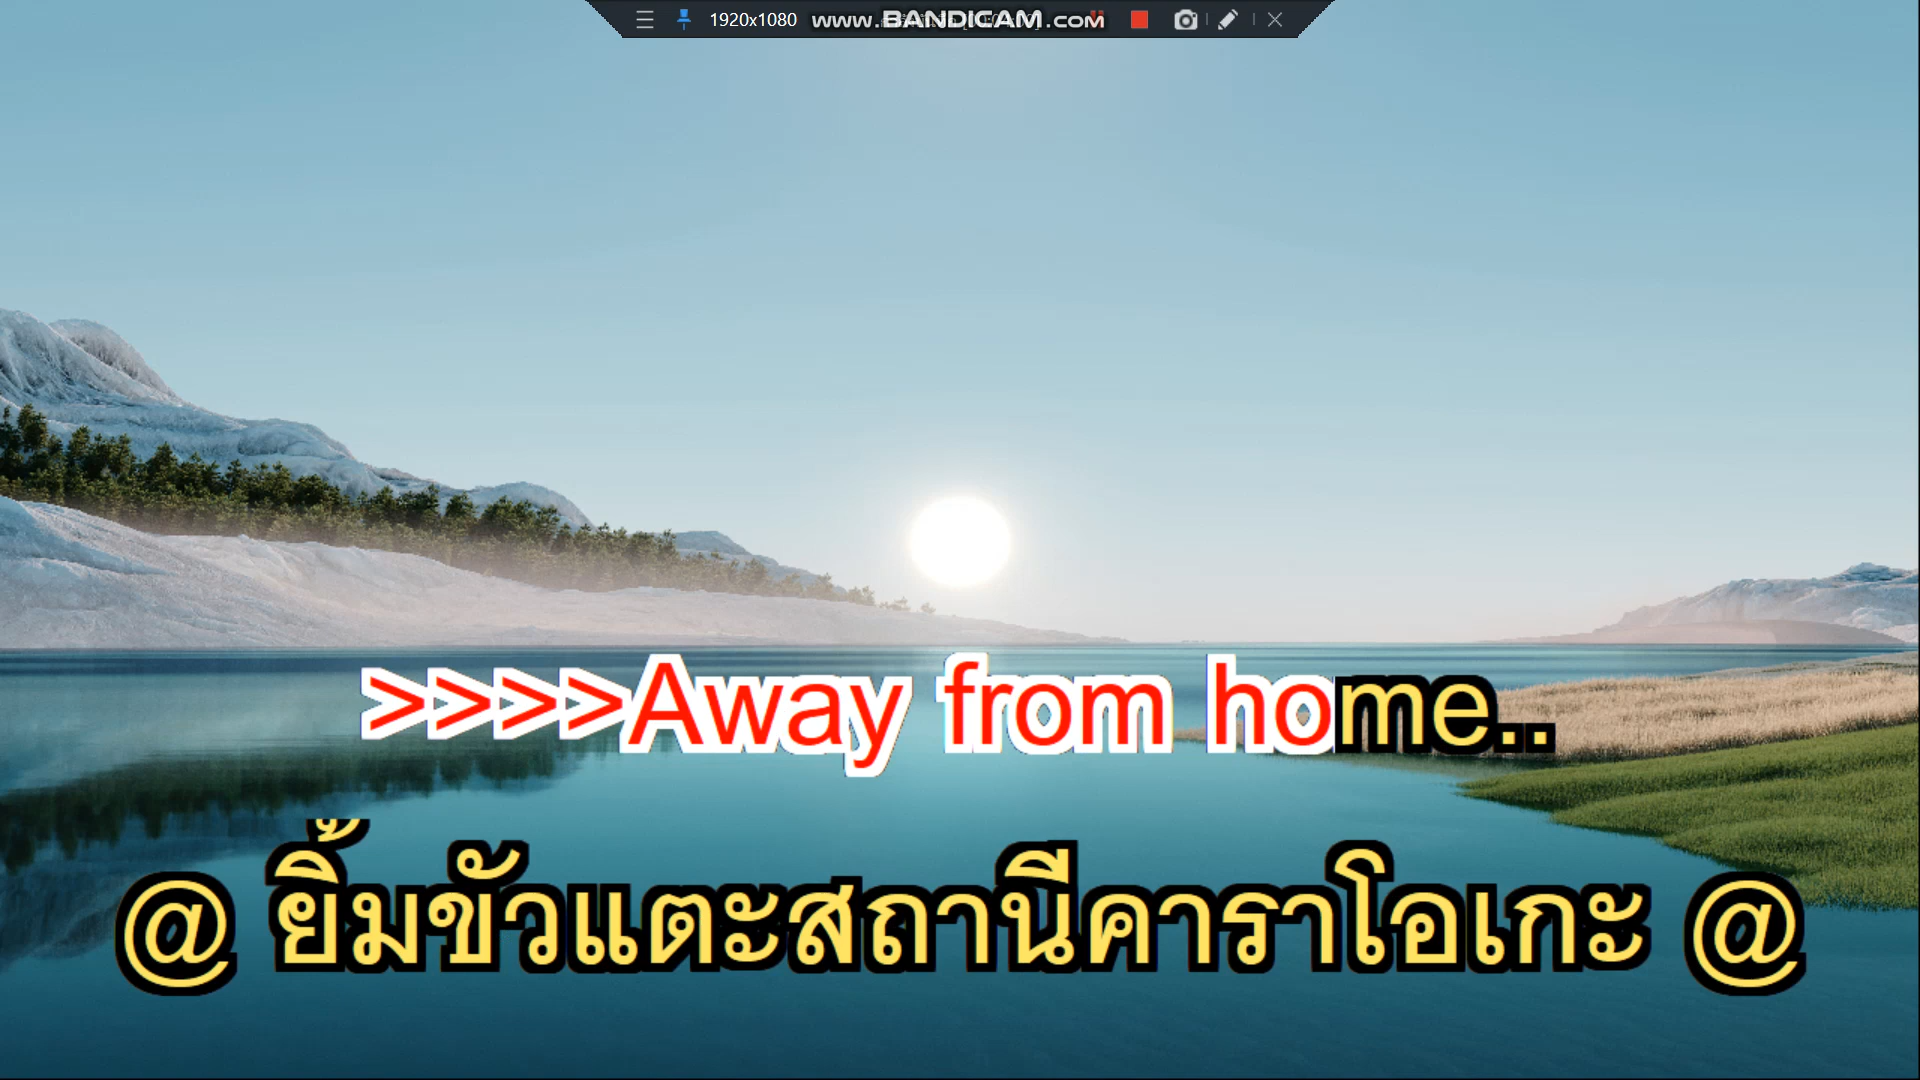 1920x1080 www.BANDICAM.com
>>>>Away from home..
@ ยิ้มขัวแตะสถานีคาราโอเกะ @